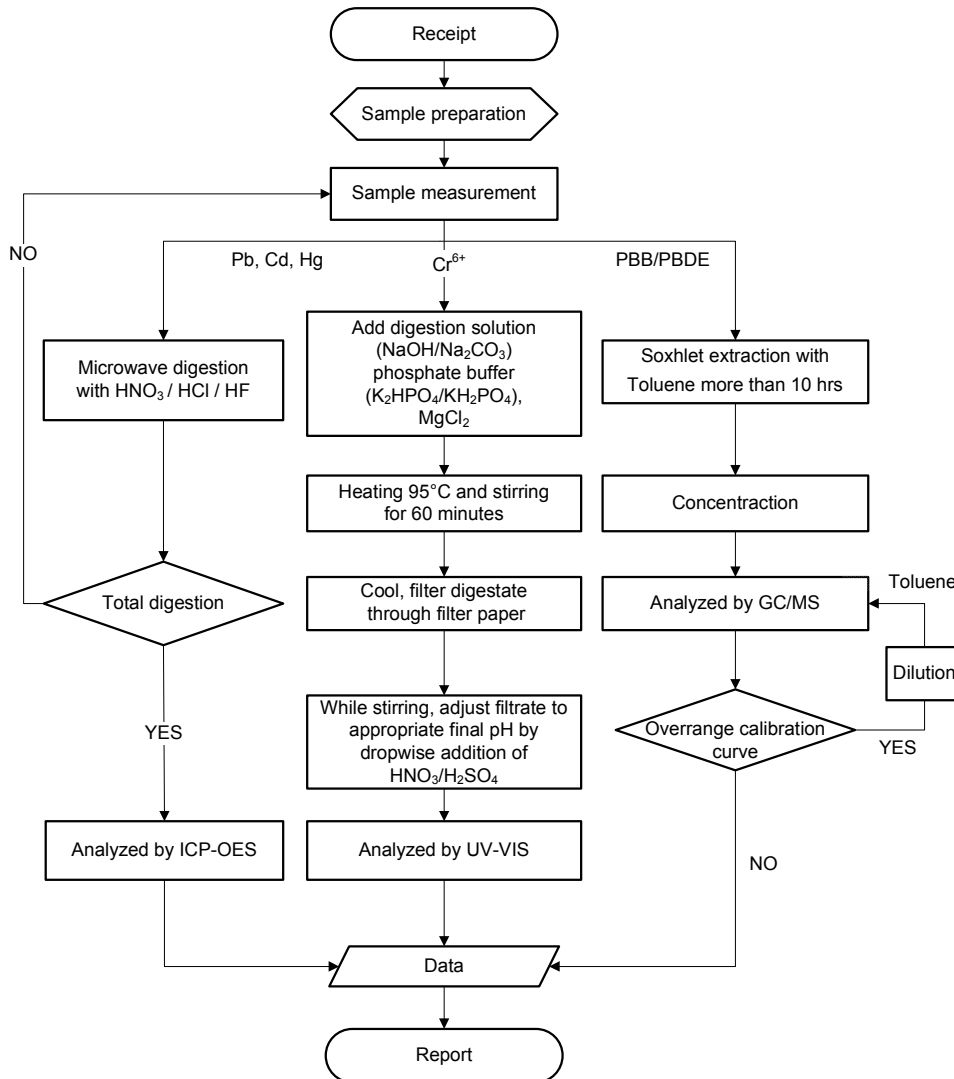 Receipt
Sample preparation
Sample measurement
NO
Pb, Cd, Hg
Cr⁶⁺
PBB/PBDE
Microwave digestion
with HNO₃ / HCl / HF
Add digestion solution
(NaOH/Na₂CO₃)
phosphate buffer
(K₂HPO₄/KH₂PO₄),
MgCl₂
Soxhlet extraction with
Toluene more than 10 hrs
Heating 95°C and stirring
for 60 minutes
Concentraction
Total digestion
Cool, filter digestate
through filter paper
Analyzed by GC/MS
Toluene
Dilution
YES
While stirring, adjust filtrate to
appropriate final pH by
dropwise addition of
HNO₃/H₂SO₄
Overrange calibration
curve
YES
Analyzed by ICP-OES
Analyzed by UV-VIS
NO
Data
Report